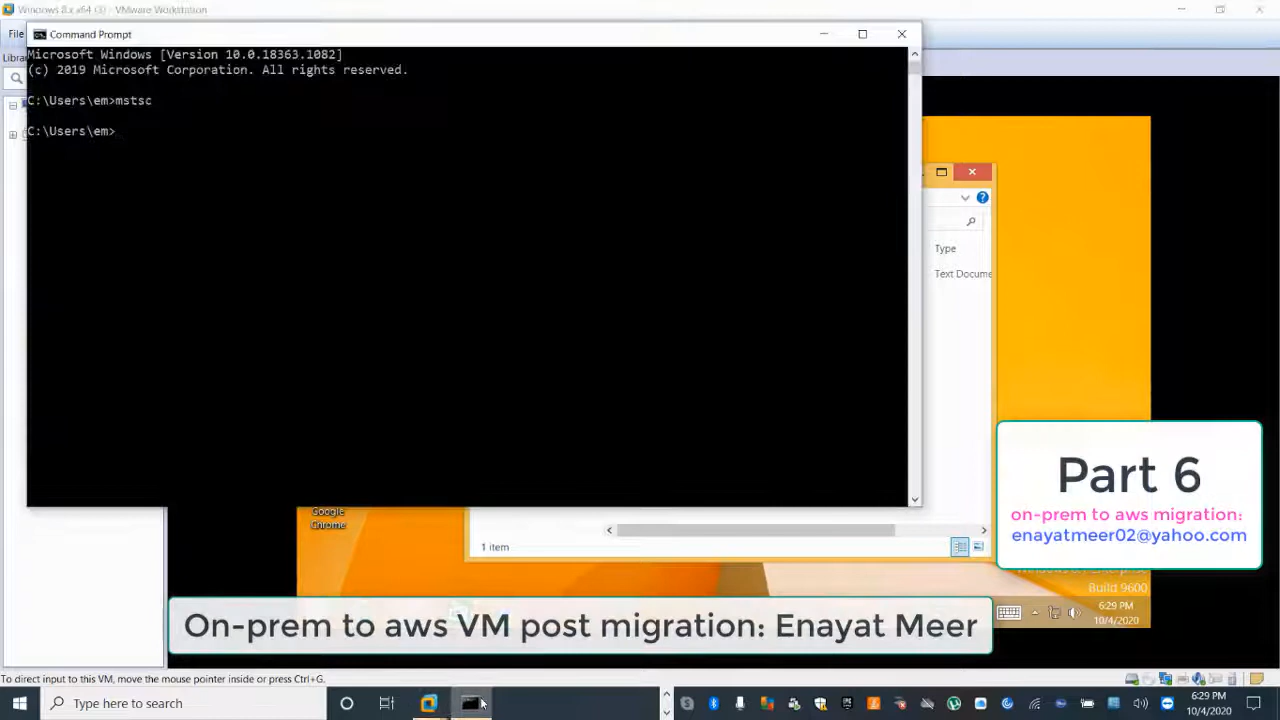 Windows 8.x x64 (3) - VMware Workstation
File
Command Prompt
Microsoft Windows [Version 10.0.18363.1082]
(c) 2019 Microsoft Corporation. All rights reserved.
C:\Users\em>mstsc
C:\Users\em>
Type
Text Docume
Google
Chrome
1 item
Part 6
on-prem to aws migration:
enayatmeer02@yahoo.com
Build 9600
On-prem to aws VM post migration: Enayat Meer
6:29 PM
10/4/2020
To direct input to this VM, move the mouse pointer inside or press Ctrl+G.
Type here to search
6:29 PM
10/4/2020